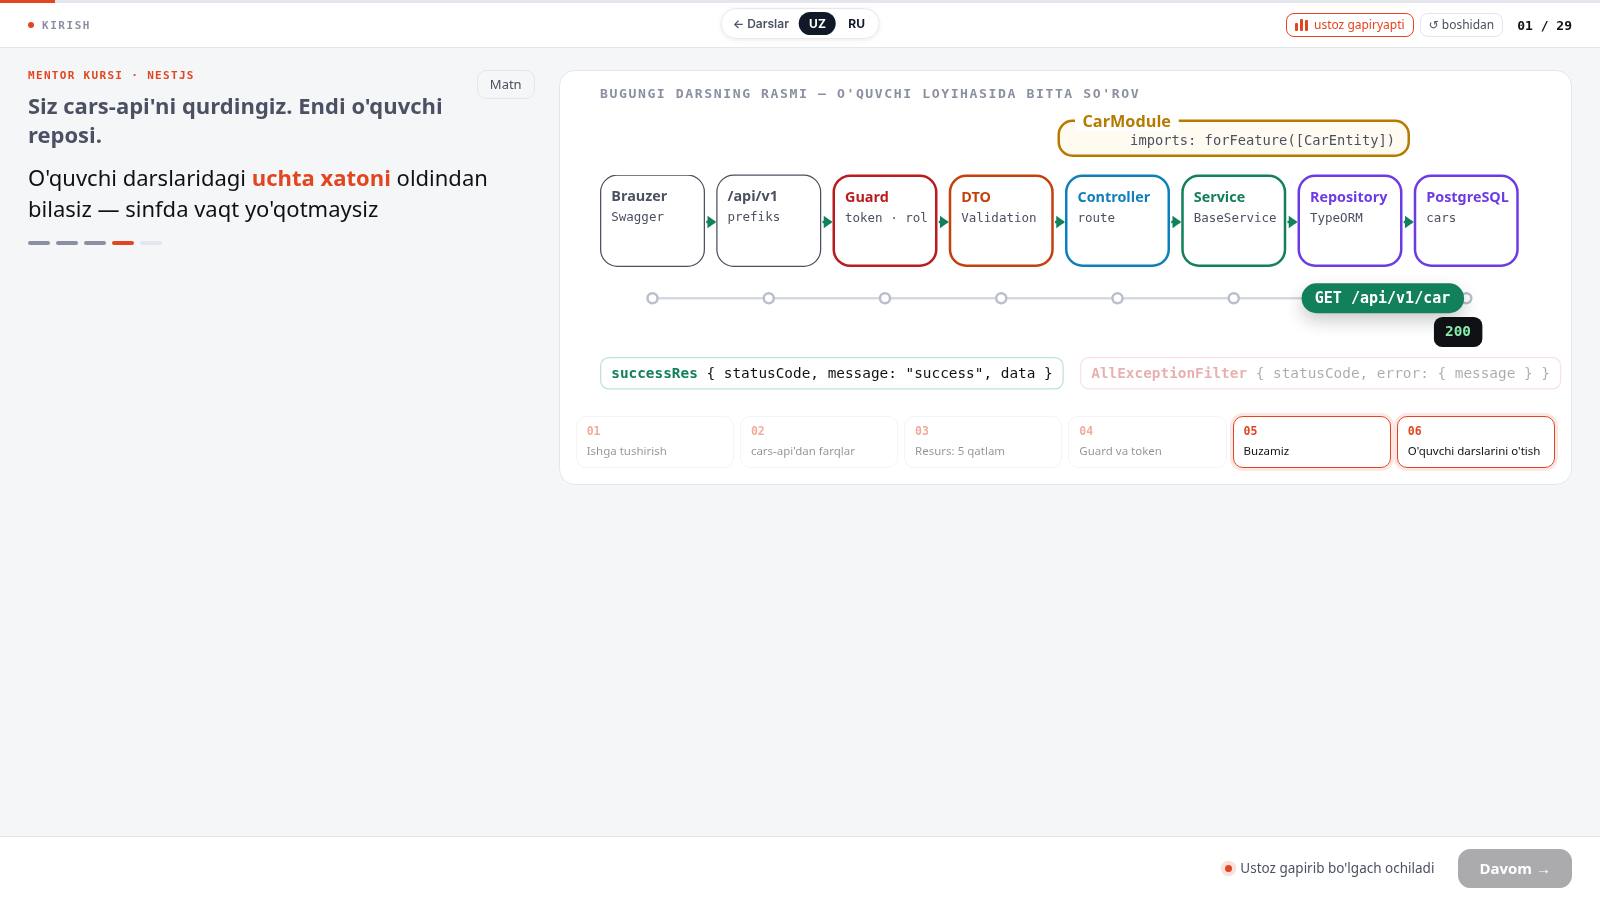 KIRISH
← Darslar UZ RU
ustoz gapiryapti
↺ boshidan
01 / 29
MENTOR KURSI · NESTJS
Matn
Siz cars-api'ni qurdingiz. Endi o'quvchi
reposi.
O'quvchi darslaridagi uchta xatoni oldindan
bilasiz — sinfda vaqt yo'qotmaysiz
BUGUNGI DARSNING RASMI — O'QUVCHI LOYIHASIDA BITTA SO'ROV
CarModule
imports: forFeature([CarEntity])
Brauzer
Swagger
/api/v1
prefiks
Guard
token · rol
DTO
Validation
Controller
route
Service
BaseService
Repository
TypeORM
PostgreSQL
cars
GET /api/v1/car
200
successRes { statusCode, message: "success", data }
AllExceptionFilter { statusCode, error: { message } }
01
Ishga tushirish
02
cars-api'dan farqlar
03
Resurs: 5 qatlam
04
Guard va token
05
Buzamiz
06
O'quvchi darslarini o'tish
Ustoz gapirib bo'lgach ochiladi
Davom →